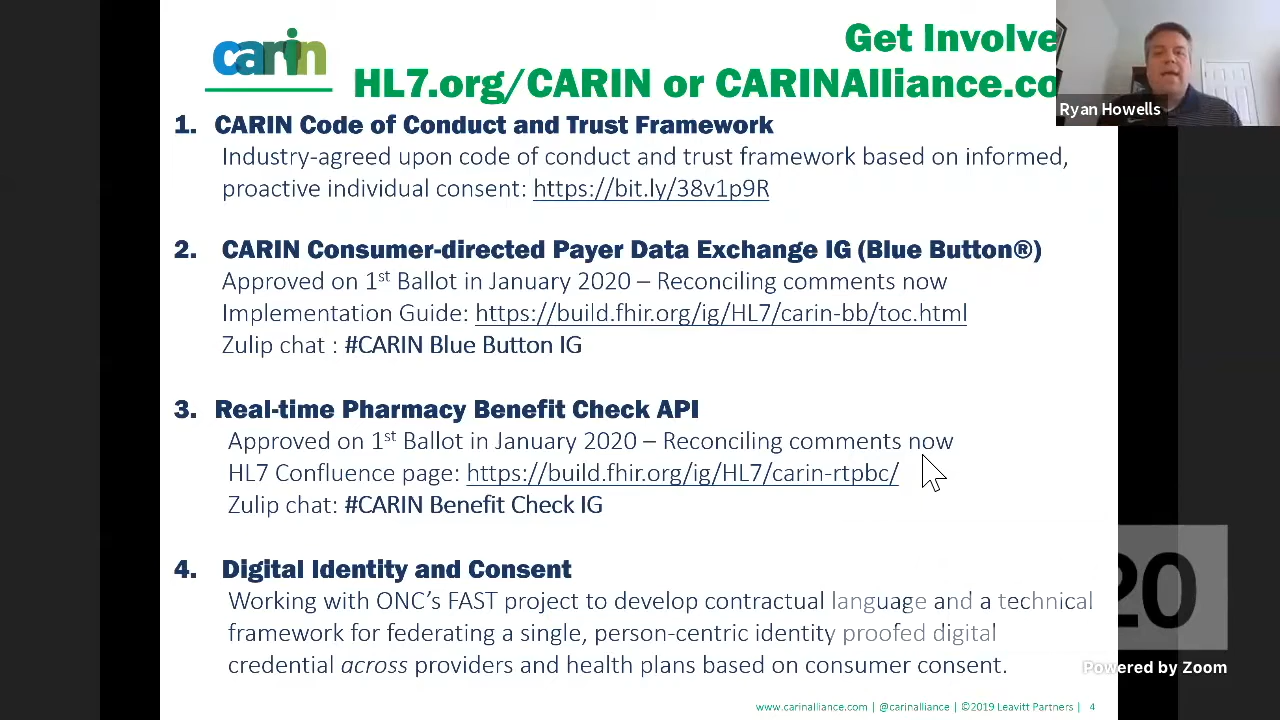 carin
Get Involve
HL7.org/CARIN or CARINAlliance.co
Ryan Howells
1. CARIN Code of Conduct and Trust Framework
Industry-agreed upon code of conduct and trust framework based on informed,
proactive individual consent: https://bit.ly/38v1p9R
2. CARIN Consumer-directed Payer Data Exchange IG (Blue Button®)
Approved on 1st Ballot in January 2020 – Reconciling comments now
Implementation Guide: https://build.fhir.org/ig/HL7/carin-bb/toc.html
Zulip chat : #CARIN Blue Button IG
3. Real-time Pharmacy Benefit Check API
Approved on 1st Ballot in January 2020 – Reconciling comments now
HL7 Confluence page: https://build.fhir.org/ig/HL7/carin-rtpbc/
Zulip chat: #CARIN Benefit Check IG
4. Digital Identity and Consent
Working with ONC's FAST project to develop contractual language and a technical
framework for federating a single, person-centric identity proofed digital
credential across providers and health plans based on consumer consent.
20
Powered by Zoom
www.carinalliance.com | @carinalliance | ©2019 Leavitt Partners | 4